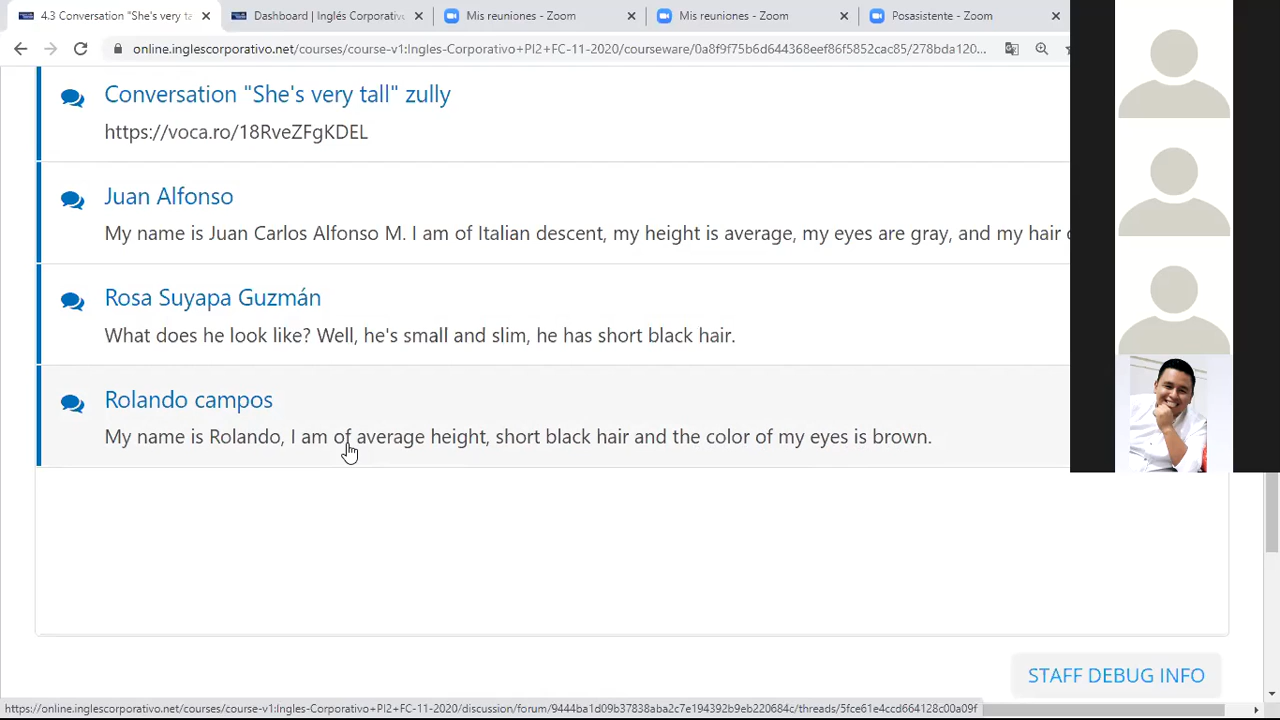 4.3 Conversation "She's very ta
Dashboard | Inglés Corporativo
Mis reuniones - Zoom
Mis reuniones - Zoom
Posasistente - Zoom
online.inglescorporativo.net/courses/course-v1:Ingles-Corporativo+PI2+FC-11-2020/courseware/0a8f9f75b6d644368eef86f5852cac85/278bda120...
Conversation "She's very tall" zully
https://voca.ro/18RveZFgKDEL
Juan Alfonso
My name is Juan Carlos Alfonso M. I am of Italian descent, my height is average, my eyes are gray, and my hair
Rosa Suyapa Guzmán
What does he look like? Well, he's small and slim, he has short black hair.
Rolando campos
My name is Rolando, I am of average height, short black hair and the color of my eyes is brown.
STAFF DEBUG INFO
https://online.inglescorporativo.net/courses/course-v1:Ingles-Corporativo+PI2+FC-11-2020/discussion/forum/9444ba1d09b37838aba2c7e194392b9eb220684c/threads/5fce61e4ccd664128c00a09f